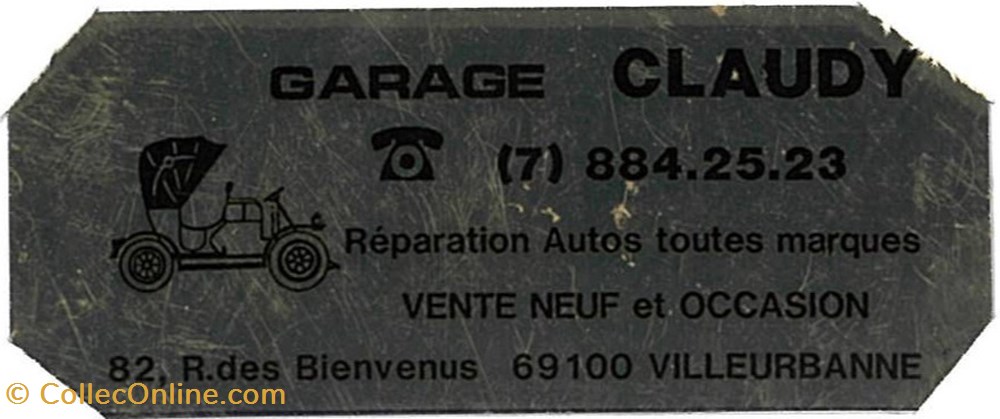 GARAGE CLAUDY
(7) 884.25.23
Réparation Autos toutes marques
VENTE NEUF et OCCASION
82, R.des Bienvenus 69100 VILLEURBANNE
© CollecOnline.com